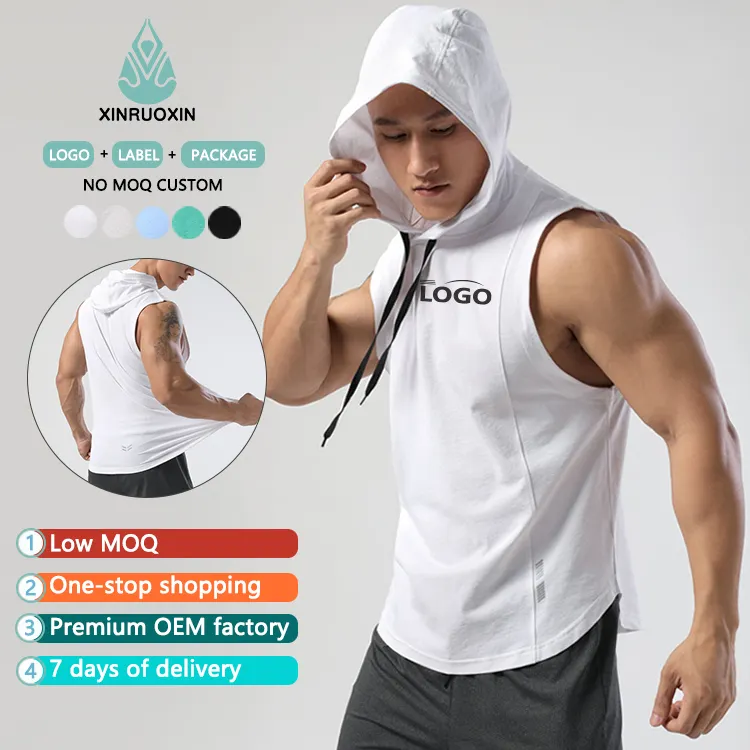 XINRUOXIN
LOGO + LABEL + PACKAGE
NO MOQ CUSTOM
LOGO
1 Low MOQ
2 One-stop shopping
3 Premium OEM factory
4 7 days of delivery